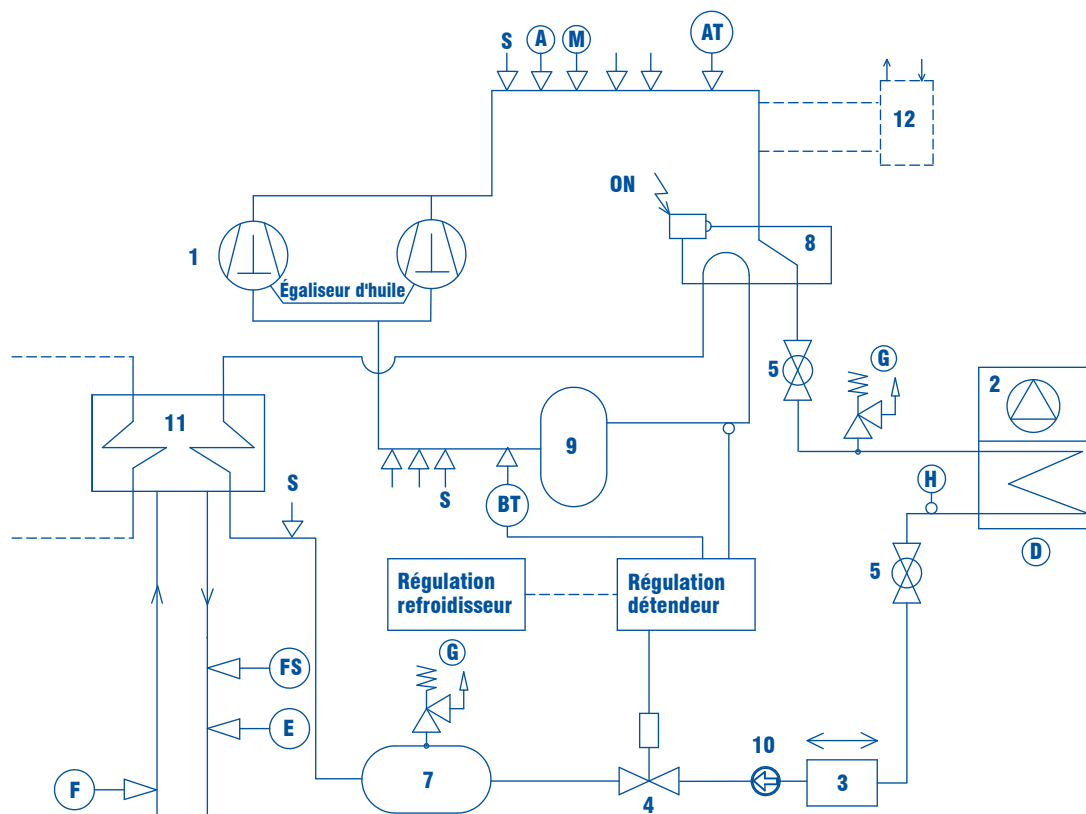 S A M AT
12
ON
8
1
Égaliseur d'huile
5
G
2
11
9
H
S
S
BT
D
5
Régulation
refroidisseur
Régulation
détendeur
G
FS
E
10
F
7
4
3